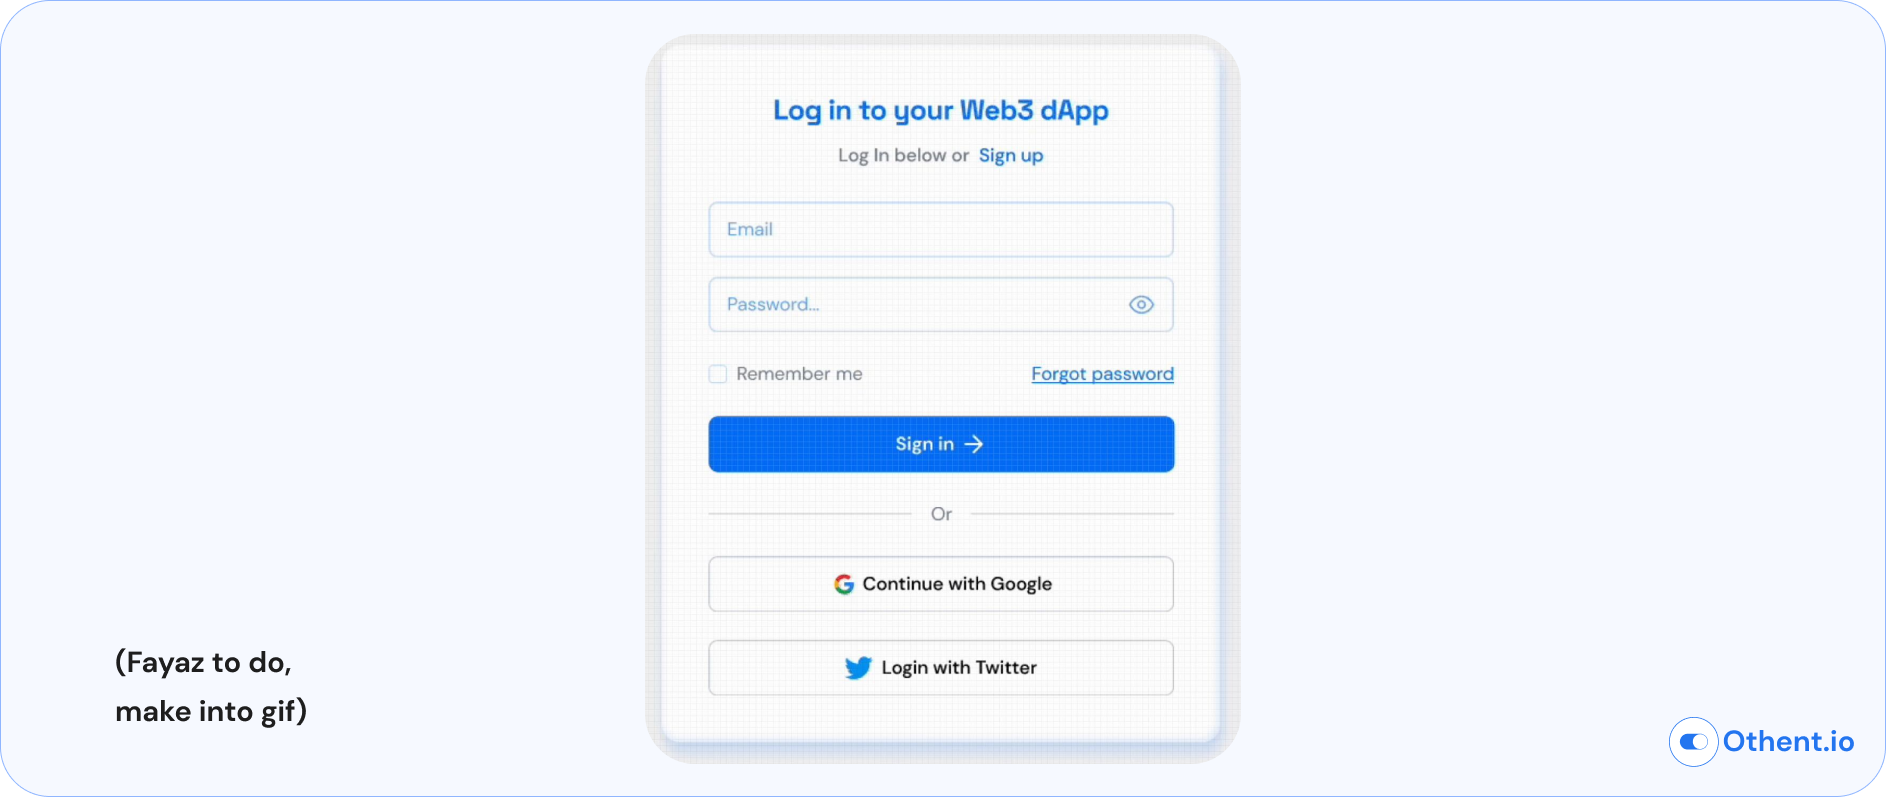 Log in to your Web3 dApp
Log In below or Sign up
Email
Password...
Remember me
Forgot password
Sign in
Or
Continue with Google
Login with Twitter
(Fayaz to do,
make into gif)
Othent.io